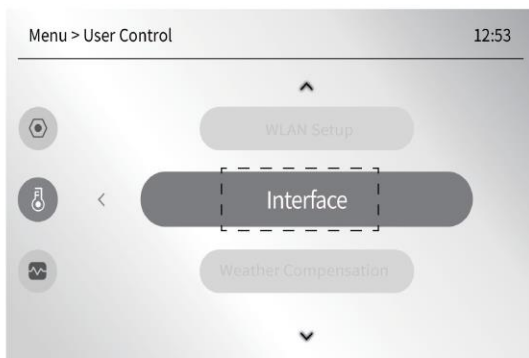 Menu > User Control 12:53
WLAN Setup
Interface
Weather Compensation